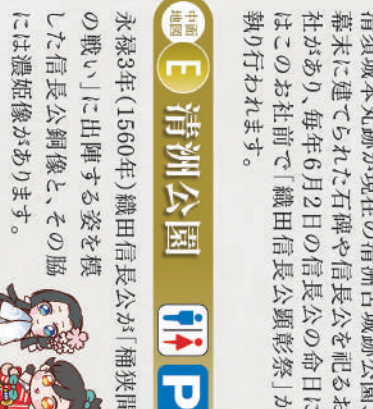 清須城本丸跡が現在の清洲古城跡公園、
幕末に建てられた石碑や信長公を祀るお
社があり、毎年6月2日の信長公の命日に
はこのお社前で「織田信長公顕彰祭」が
執り行われます。
中面
地図
E 清洲公園
P
永禄3年(1560年)織田信長公が「桶狭間
の戦い」に出陣する姿を模
した信長公銅像と、その脇
には濃姫像があります。